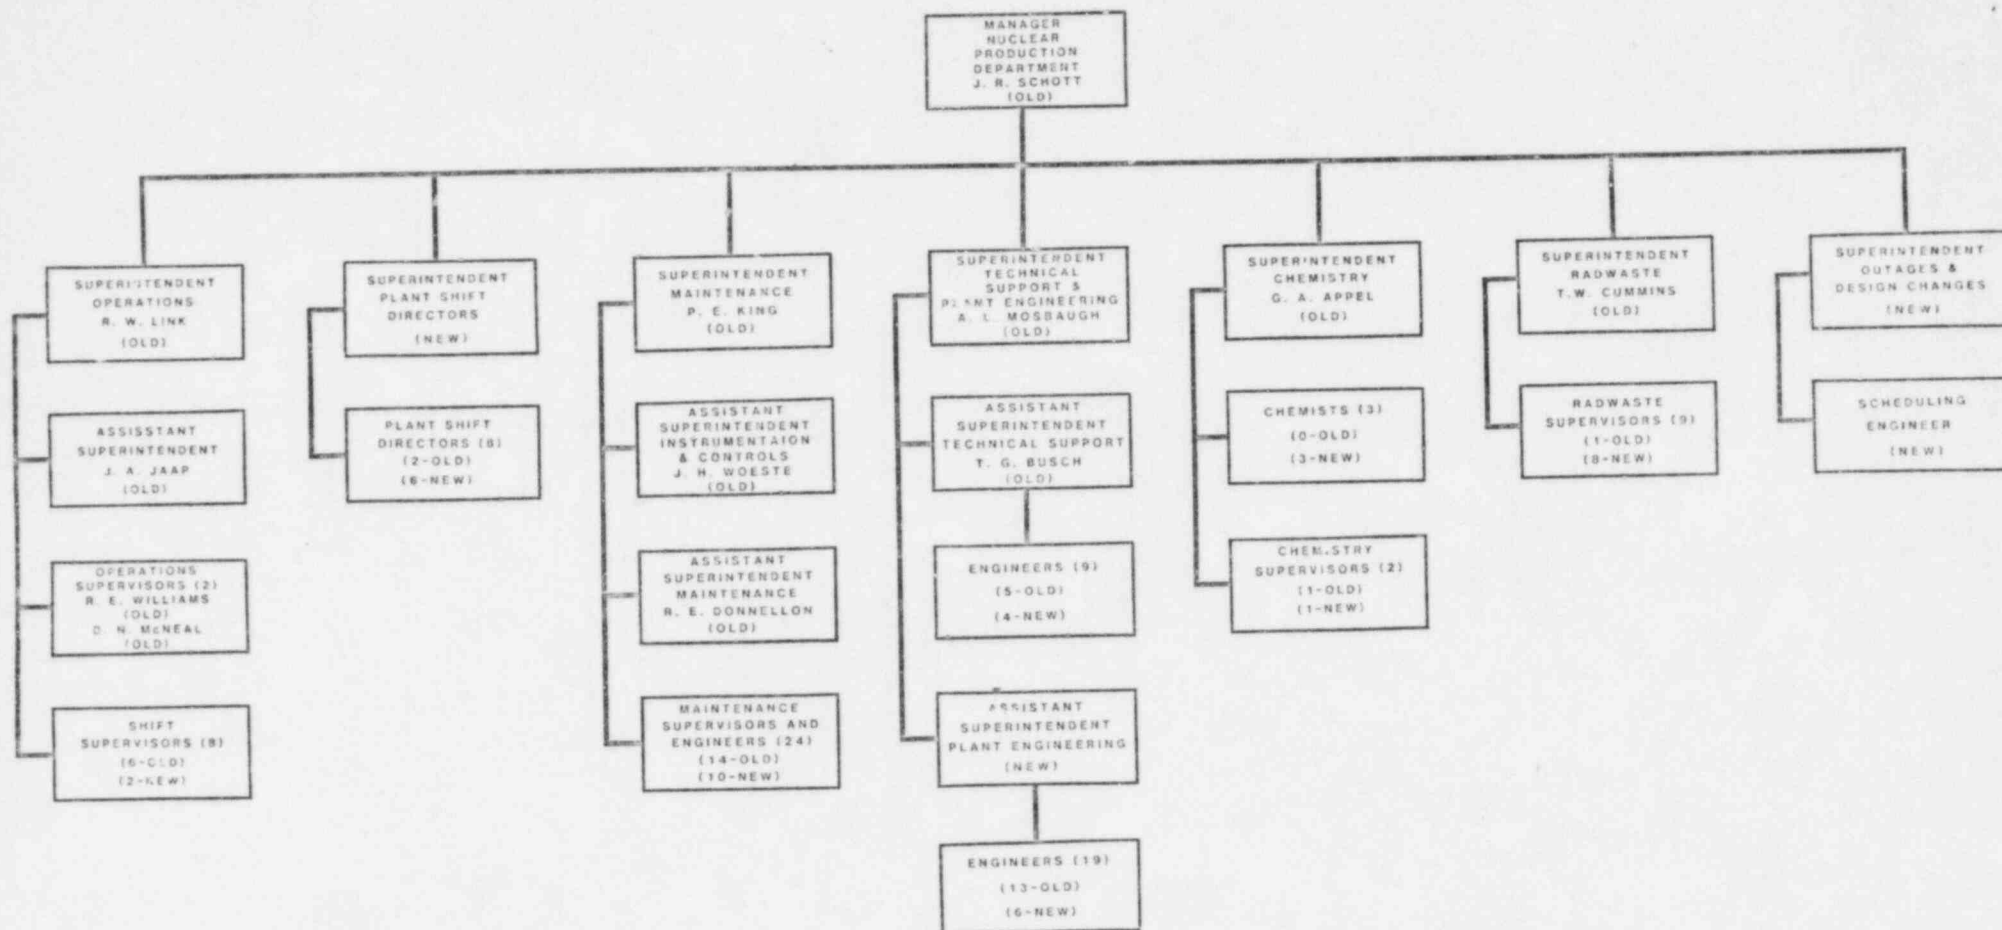 MANAGER
NUCLEAR
PRODUCTION
DEPARTMENT
J. R. SCHOTT
(OLD)
SUPERINTENDENT
OPERATIONS
R. W. LINK
(OLD)
ASSISSTANT
SUPERINTENDENT
J. A. JAAP
(OLD)
OPERATIONS
SUPERVISORS (2)
R. E. WILLIAMS
(OLD)
D. N. McNEAL
(OLD)
SHIFT
SUPERVISORS (8)
(6-OLD)
(2-NEW)
SUPERINTENDENT
PLANT SHIFT
DIRECTORS
(NEW)
PLANT SHIFT
DIRECTORS (8)
(2-OLD)
(6-NEW)
SUPERINTENDENT
MAINTENANCE
P. E. KING
(OLD)
ASSISTANT
SUPERINTENDENT
INSTRUMENTAION
& CONTROLS
J. H. WOESTE
(OLD)
ASSISTANT
SUPERINTENDENT
MAINTENANCE
R. E. DONNELLON
(OLD)
MAINTENANCE
SUPERVISORS AND
ENGINEERS (24)
(14-OLD)
(10-NEW)
SUPERINTENDENT
TECHNICAL
SUPPORT &
PLANT ENGINEERING
A. L. MOSBAUGH
(OLD)
ASSISTANT
SUPERINTENDENT
TECHNICAL SUPPORT
T. G. BUSCH
(OLD)
ENGINEERS (9)
(5-OLD)
(4-NEW)
ASSISTANT
SUPERINTENDENT
PLANT ENGINEERING
(NEW)
ENGINEERS (19)
(13-OLD)
(6-NEW)
SUPERINTENDENT
CHEMISTRY
G. A. APPEL
(OLD)
CHEMISTS (3)
(0-OLD)
(3-NEW)
CHEMISTRY
SUPERVISORS (2)
(1-OLD)
(1-NEW)
SUPERINTENDENT
RADWASTE
T.W. CUMMINS
(OLD)
RADWASTE
SUPERVISORS (9)
(1-OLD)
(8-NEW)
SUPERINTENDENT
OUTAGES &
DESIGN CHANGES
(NEW)
SCHEDULING
ENGINEER
(NEW)